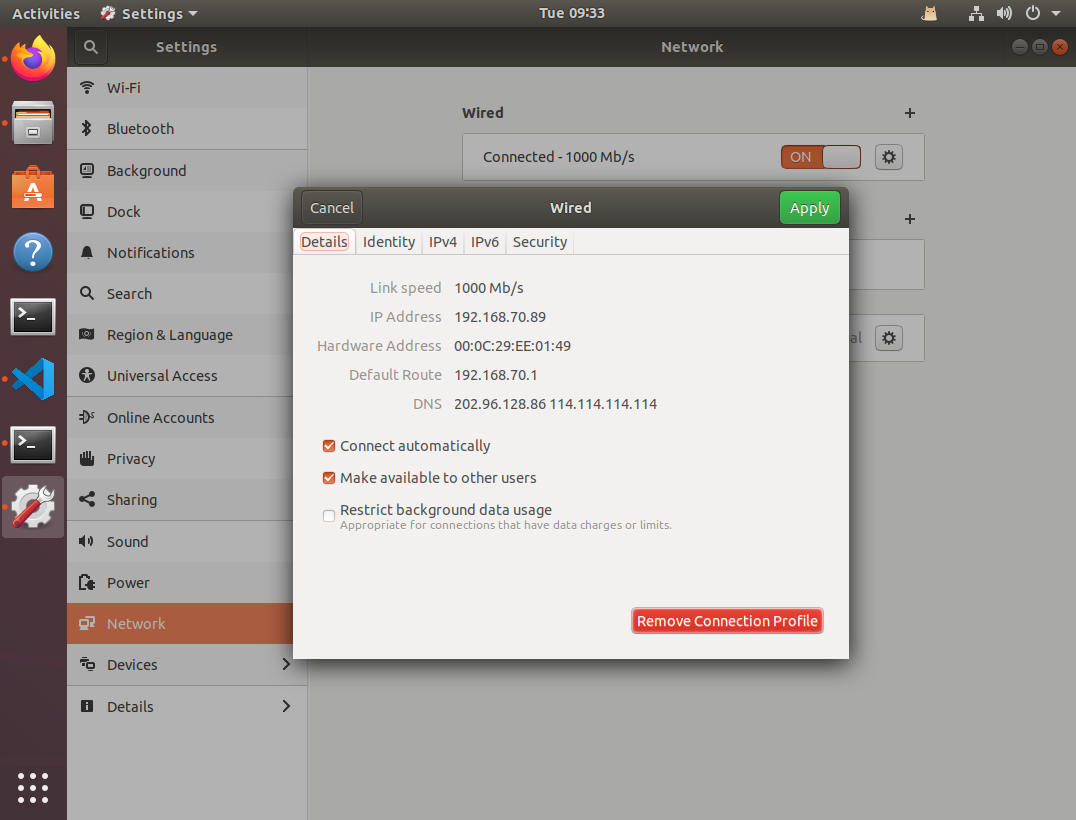 Activities
Settings
Tue 09:33
Settings
Network
Wi-Fi
Bluetooth
Background
Dock
Notifications
Search
Region & Language
Universal Access
Online Accounts
Privacy
Sharing
Sound
Power
Network
Devices
Details
Wired
Connected - 1000 Mb/s
ON
Cancel
Wired
Apply
Details
Identity
IPv4
IPv6
Security
Link speed 1000 Mb/s
IP Address 192.168.70.89
Hardware Address 00:0C:29:EE:01:49
Default Route 192.168.70.1
DNS 202.96.128.86 114.114.114.114
Connect automatically
Make available to other users
Restrict background data usage
Appropriate for connections that have data charges or limits.
Remove Connection Profile